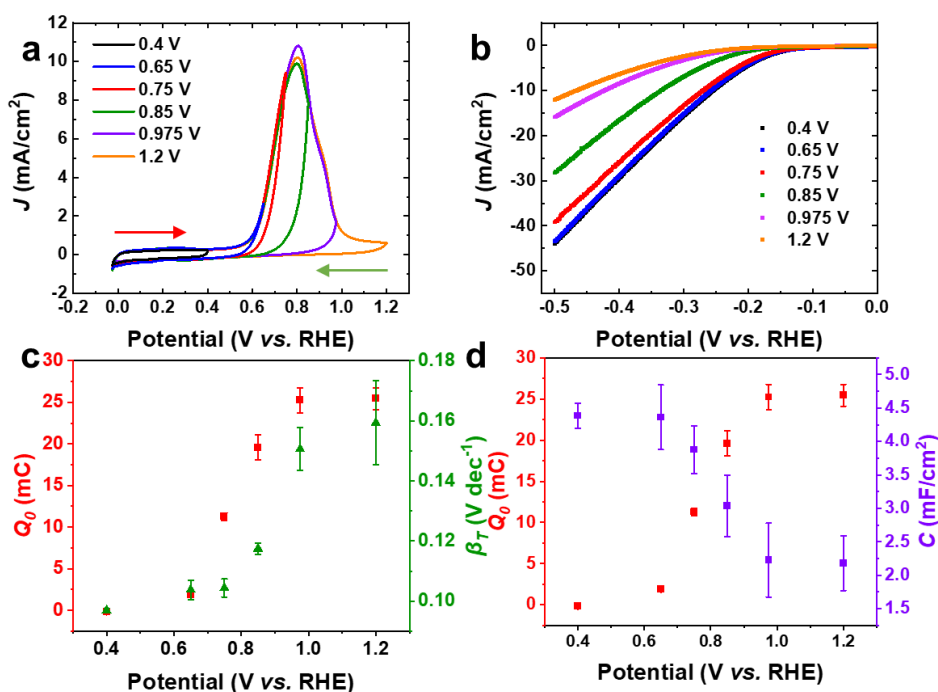 a
0.4 V
0.65 V
0.75 V
0.85 V
0.975 V
1.2 V
J (mA/cm²)
12
10
8
6
4
2
0
-2
-0.2 0.0 0.2 0.4 0.6 0.8 1.0 1.2
Potential (V vs. RHE)
b
0.4 V
0.65 V
0.75 V
0.85 V
0.975 V
1.2 V
J (mA/cm²)
0
-10
-20
-30
-40
-50
-0.5 -0.4 -0.3 -0.2 -0.1 0.0
Potential (V vs. RHE)
c
Q₀ (mC)
30
25
20
15
10
5
0
βT (V dec⁻¹)
0.18
0.16
0.14
0.12
0.10
0.4 0.6 0.8 1.0 1.2
Potential (V vs. RHE)
d
Q₀ (mC)
30
25
20
15
10
5
0
C (mF/cm²)
5.0
4.5
4.0
3.5
3.0
2.5
2.0
1.5
0.4 0.6 0.8 1.0 1.2
Potential (V vs. RHE)